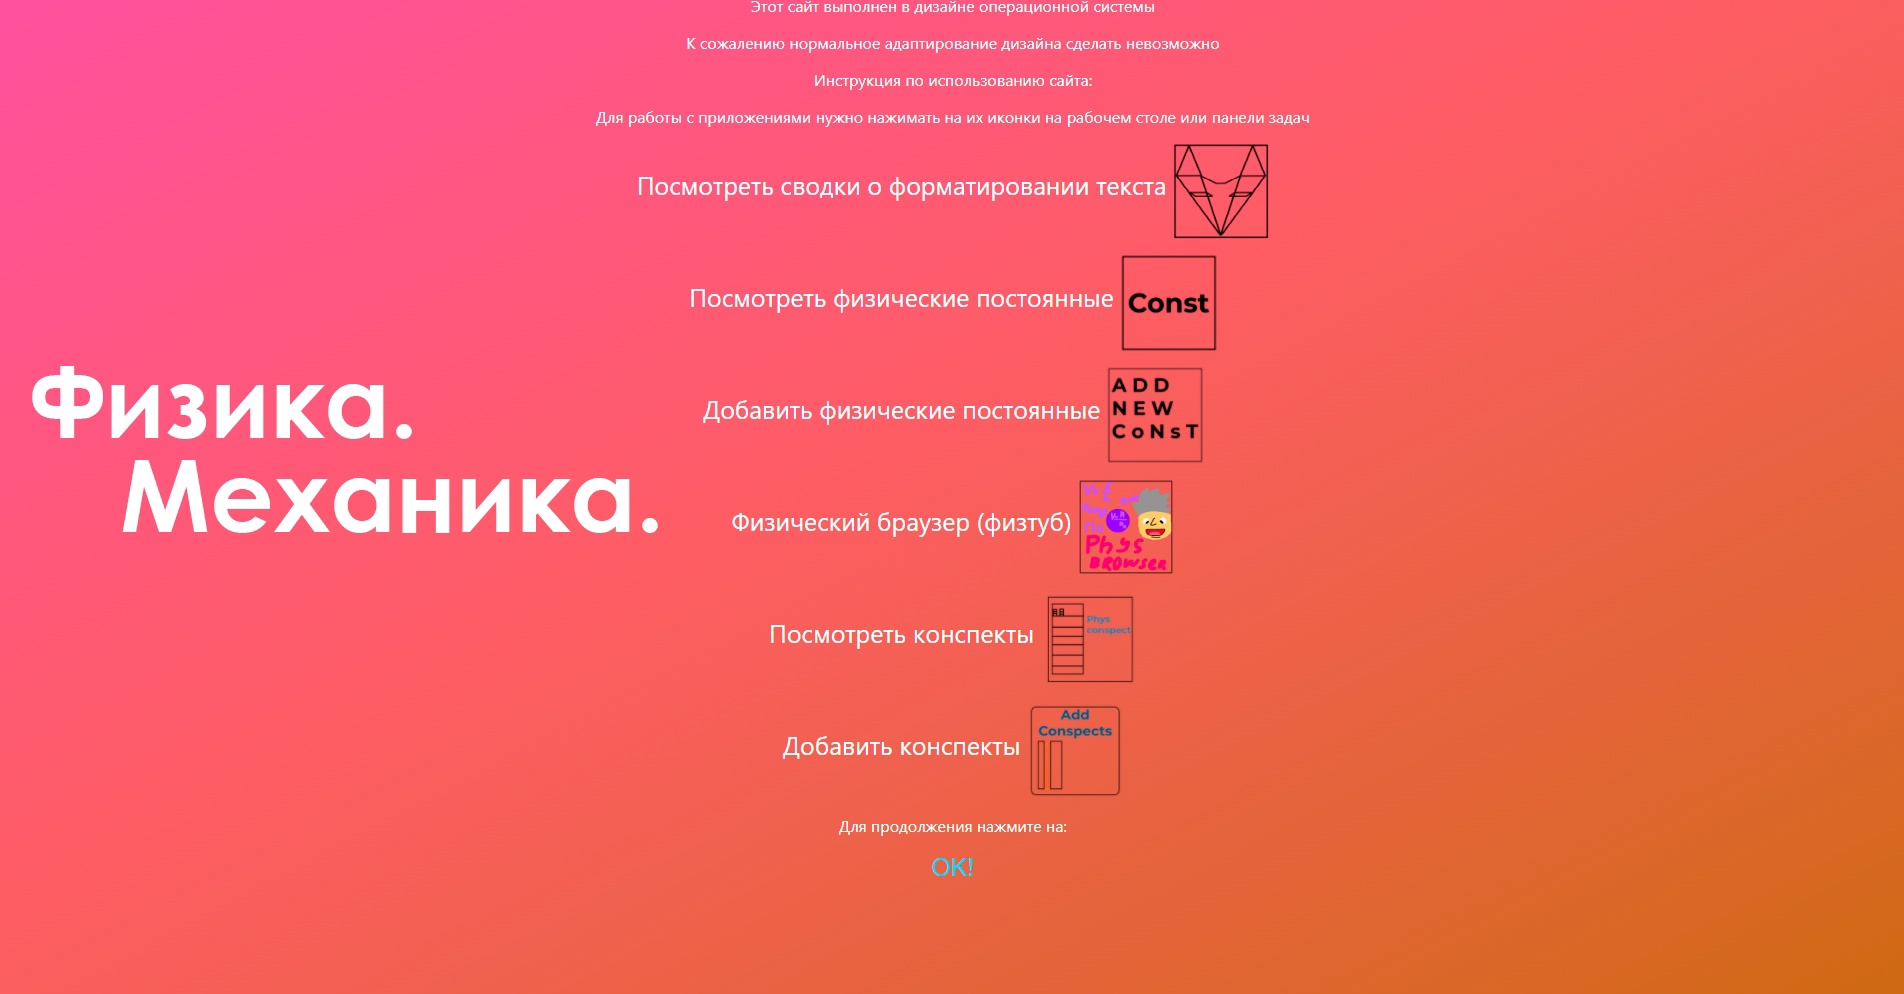 Этот сайт выполнен в дизайне операционной системы
К сожалению нормальное адаптирование дизайна сделать невозможно
Инструкция по использованию сайта:
Для работы с приложениями нужно нажимать на их иконки на рабочем столе или панели задач
Посмотреть сводки о форматировании текста
Посмотреть физические постоянные
Const
Физика.
Механика.
Добавить физические постоянные
ADD
NEW
CoNsT
Физический браузер (физтуб)
Phys
BROWSER
Посмотреть конспекты
Phys
conspect
Добавить конспекты
Add
Conspects
Для продолжения нажмите на:
OK!